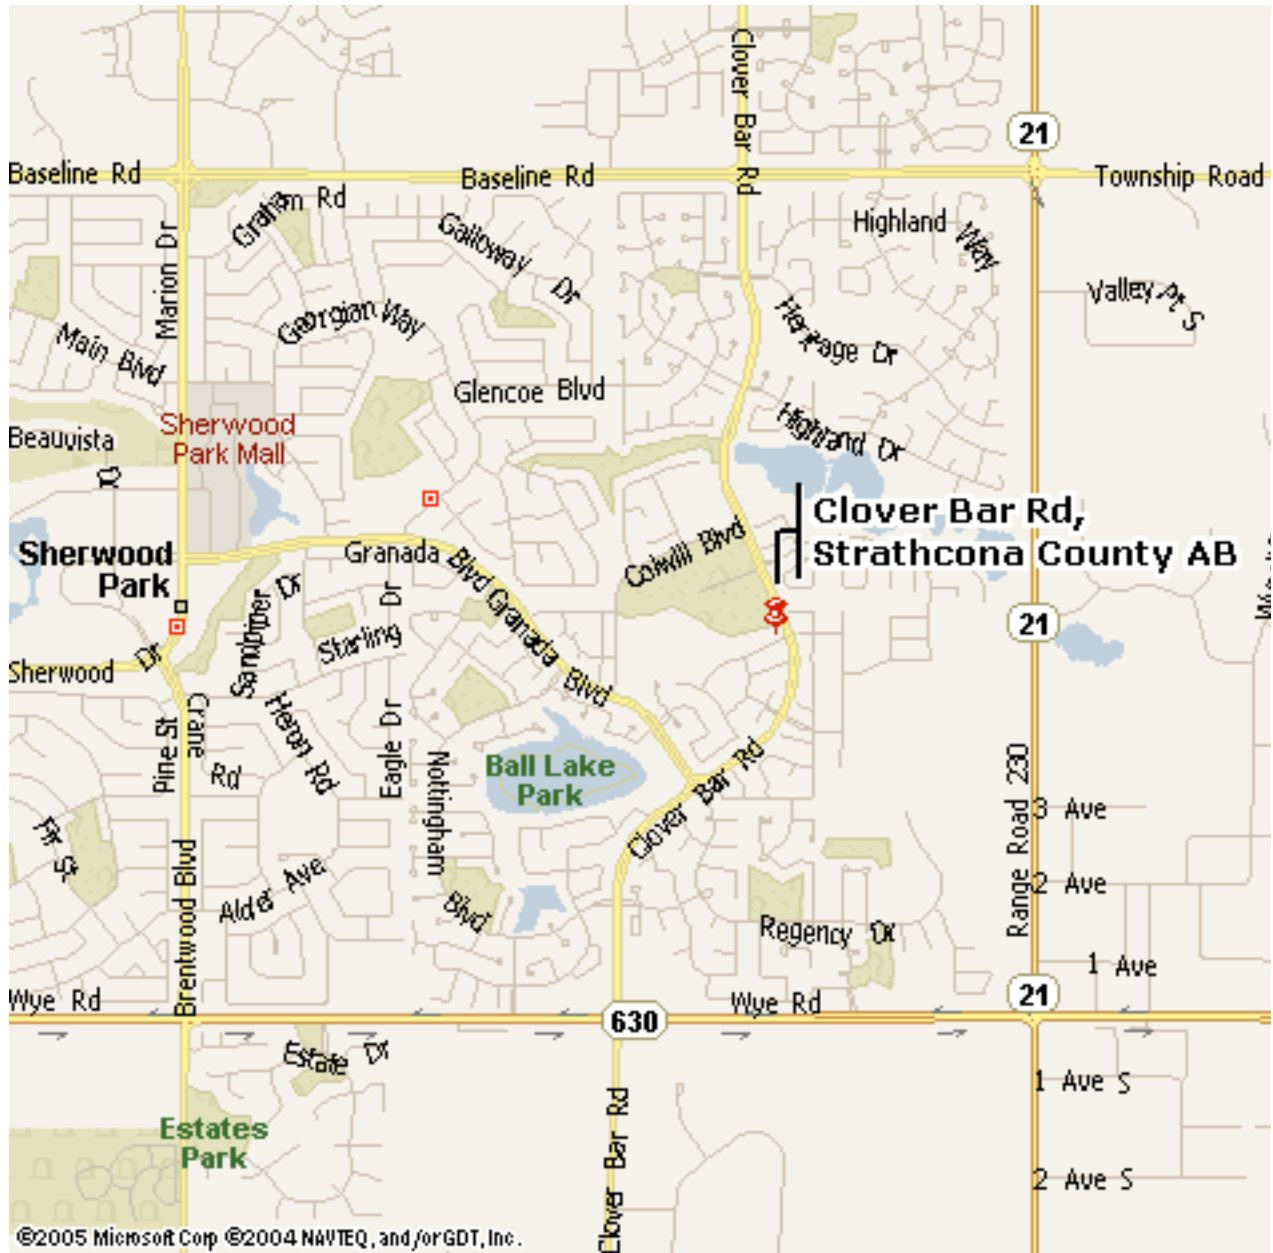 Clover Bar Rd
21
Baseline Rd
Baseline Rd
Township Road
Graham Rd
Galloway Dr
Highland Way
Marion Dr
Valley Pt S
Georgian Way
Heritage Dr
Main Blvd
Glencoe Blvd
Sherwood
Park Mall
Beauvista
Highland Dr
Clover Bar Rd,
Strathcona County AB
Colwill Blvd
Granada Blvd
Granada Blvd
Sherwood
Park
Sandpiper Dr
Starling
Dr
21
Sherwood Dr
Heron Rd
Eagle Dr
Crane
Rd
Pine St
Nottingham
Blvd
Ball Lake
Park
Clover Bar Rd
Range Road 230
3 Ave
2 Ave
1 Ave
Fir St
Brentwood Blvd
Alder Ave
Regency Dr
Wye Rd
630
Wye Rd
21
Estate Dr
1 Ave S
2 Ave S
Estates
Park
Clover Bar Rd
©2005 Microsoft Corp ©2004 NAVTEQ, and/or GDT, Inc.